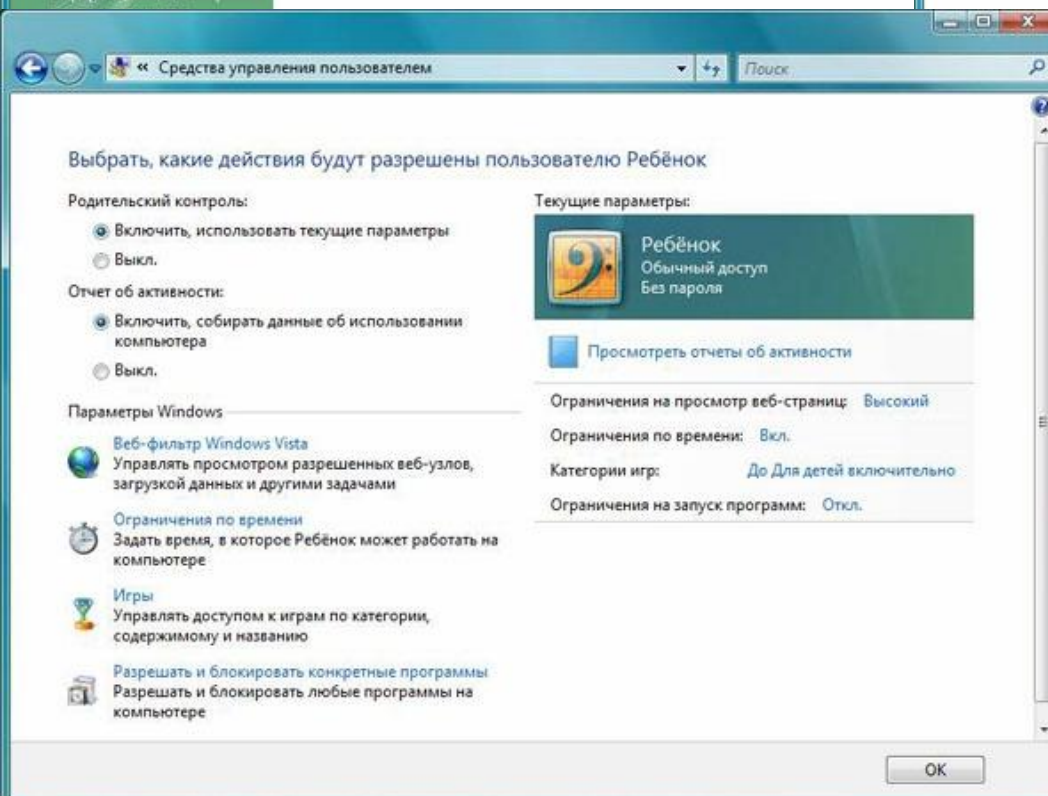 « Средства управления пользователем
Поиск
Выбрать, какие действия будут разрешены пользователю Ребёнок
Родительский контроль:
Включить, использовать текущие параметры
Выкл.
Отчет об активности:
Включить, собирать данные об использовании
компьютера
Выкл.
Параметры Windows
Веб-фильтр Windows Vista
Управлять просмотром разрешенных веб-узлов,
загрузкой данных и другими задачами
Ограничения по времени
Задать время, в которое Ребёнок может работать на
компьютере
Игры
Управлять доступом к играм по категории,
содержимому и названию
Разрешать и блокировать конкретные программы
Разрешать и блокировать любые программы на
компьютере
Текущие параметры:
Ребёнок
Обычный доступ
Без пароля
Просмотреть отчеты об активности
Ограничения на просмотр веб-страниц: Высокий
Ограничения по времени: Вкл.
Категории игр: До Для детей включительно
Ограничения на запуск программ: Откл.
OK